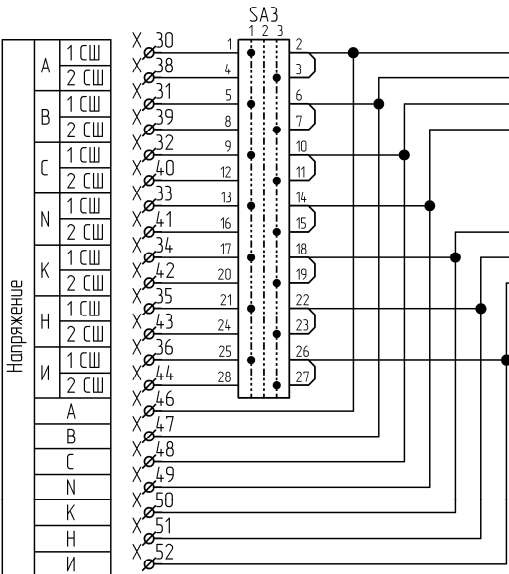 SA3
1 2 3
Напряжение
A 1 СШ X 30 1 2
2 СШ X 38 4 3
B 1 СШ X 31 5 6
2 СШ X 39 8 7
C 1 СШ X 32 9 10
2 СШ X 40 12 11
N 1 СШ X 33 13 14
2 СШ X 41 16 15
K 1 СШ X 34 17 18
2 СШ X 42 20 19
Н 1 СШ X 35 21 22
2 СШ X 43 24 23
И 1 СШ X 36 25 26
2 СШ X 44 28 27
A X 46
B X 47
C X 48
N X 49
K X 50
Н X 51
И X 52